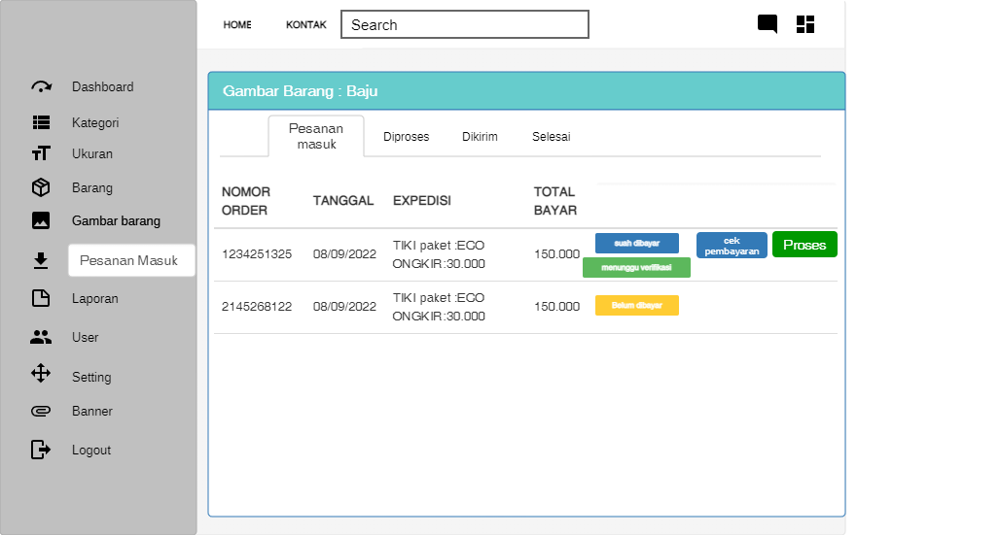 HOME KONTAK Search
Dashboard
Kategori
Ukuran
Barang
Gambar barang
Pesanan Masuk
Laporan
User
Setting
Banner
Logout
Gambar Barang : Baju
Pesanan
masuk
Diproses Dikirim Selesai
NOMOR
ORDER
TANGGAL EXPEDISI
TOTAL
BAYAR
1234251325 08/09/2022
TIKI paket :ECO
ONGKIR:30.000
150.000
suah dibayar
menunggu verifikasi
cek
pembayaran
Proses
2145268122 08/09/2022
TIKI paket :ECO
ONGKIR:30.000
150.000
Belum dibayar